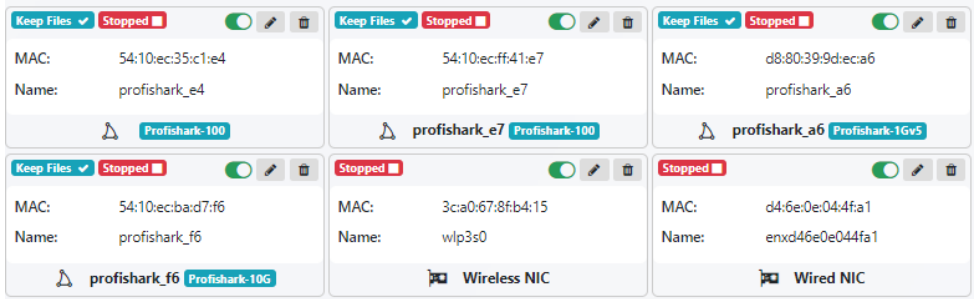 Keep Files Stopped
MAC: 54:10:ec:35:c1:e4
Name: profishark_e4
Profishark-100
Keep Files Stopped
MAC: 54:10:ec:ff:41:e7
Name: profishark_e7
profishark_e7 Profishark-100
Keep Files Stopped
MAC: d8:80:39:9d:ec:a6
Name: profishark_a6
profishark_a6 Profishark-1Gv5
Keep Files Stopped
MAC: 54:10:ec:ba:d7:f6
Name: profishark_f6
profishark_f6 Profishark-10G
Stopped
MAC: 3c:a0:67:8f:b4:15
Name: wlp3s0
Wireless NIC
Stopped
MAC: d4:6e:0e:04:4f:a1
Name: enxd46e0e044fa1
Wired NIC